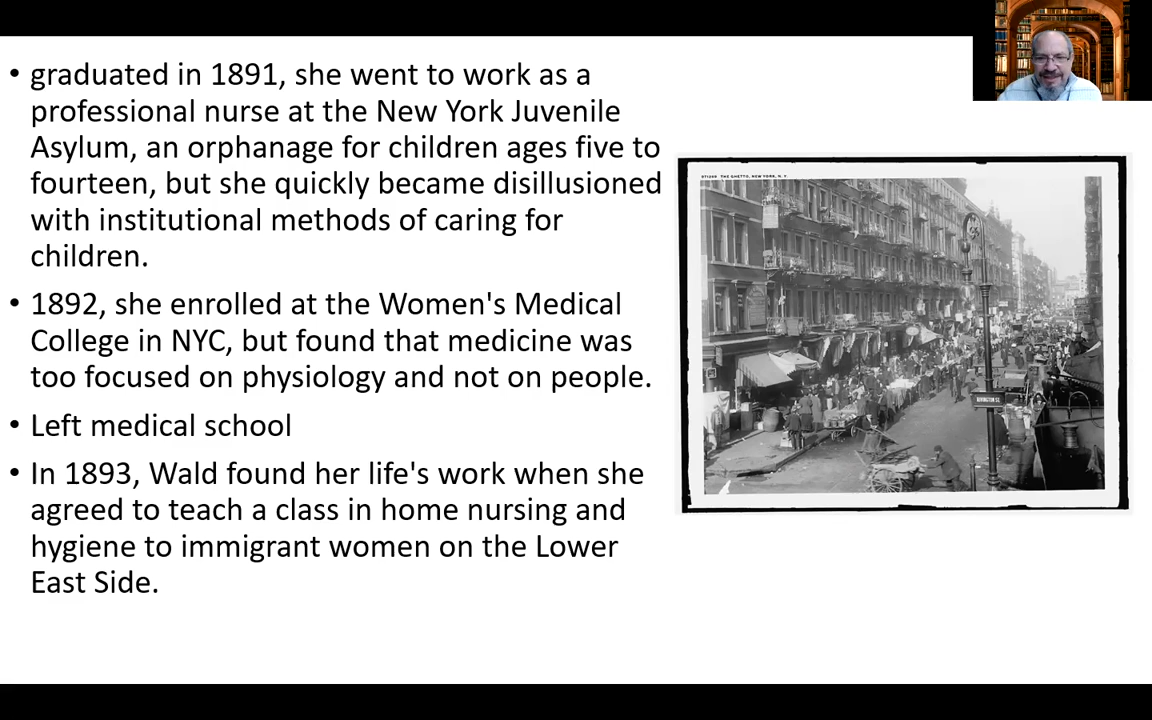 • graduated in 1891, she went to work as a
professional nurse at the New York Juvenile
Asylum, an orphanage for children ages five to
fourteen, but she quickly became disillusioned
with institutional methods of caring for
children.
• 1892, she enrolled at the Women's Medical
College in NYC, but found that medicine was
too focused on physiology and not on people.
• Left medical school
• In 1893, Wald found her life's work when she
agreed to teach a class in home nursing and
hygiene to immigrant women on the Lower
East Side.
THE GHETTO, NEW YORK, N. Y.
RIVINGTON ST.